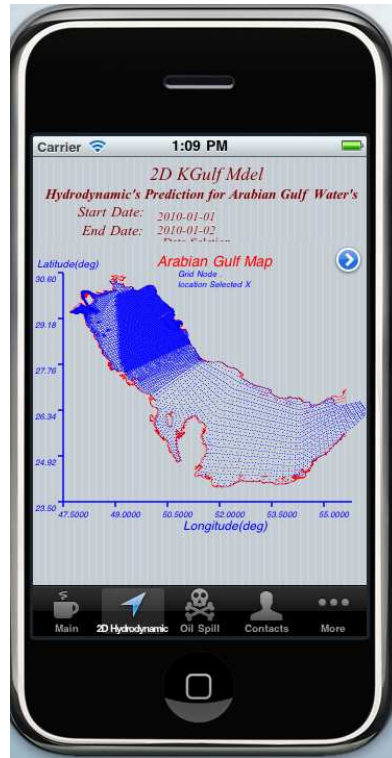 Carrier 1:09 PM
2D KGulf Mdel
Hydrodynamic's Prediction for Arabian Gulf Water's
Start Date: 2010-01-01
End Date: 2010-01-02
Arabian Gulf Map
Grid Node .
location Selected X
Latitude(deg)
30.60
29.18
27.76
26.34
24.92
23.50
47.5000 49.0000 50.5000 52.0000 53.5000 55.0000
Longitude(deg)
Main 2D Hydrodynamic Oil Spill Contacts More